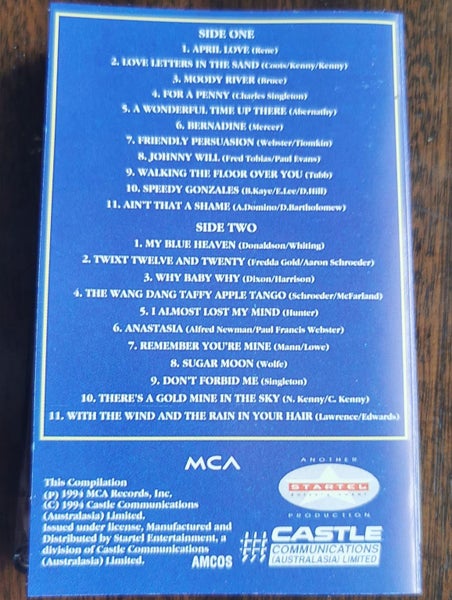 SIDE ONE
1. APRIL LOVE (Rene)
2. LOVE LETTERS IN THE SAND (Coots/Kenny/Kenny)
3. MOODY RIVER (Bruce)
4. FOR A PENNY (Charles Singleton)
5. A WONDERFUL TIME UP THERE (Abernathy)
6. BERNADINE (Mercer)
7. FRIENDLY PERSUASION (Webster/Tiomkin)
8. JOHNNY WILL (Fred Tobias/Paul Evans)
9. WALKING THE FLOOR OVER YOU (Tubb)
10. SPEEDY GONZALES (B.Kaye/E.Lee/D.Hill)
11. AIN'T THAT A SHAME (A.Domino/D.Bartholomew)
SIDE TWO
1. MY BLUE HEAVEN (Donaldson/Whiting)
2. TWIXT TWELVE AND TWENTY (Fredda Gold/Aaron Schroeder)
3. WHY BABY WHY (Dixon/Harrison)
4. THE WANG DANG TAFFY APPLE TANGO (Schroeder/McFarland)
5. I ALMOST LOST MY MIND (Hunter)
6. ANASTASIA (Alfred Newman/Paul Francis Webster)
7. REMEMBER YOU'RE MINE (Mann/Lowe)
8. SUGAR MOON (Wolfe)
9. DON'T FORBID ME (Singleton)
10. THERE'S A GOLD MINE IN THE SKY (N. Kenny/C. Kenny)
11. WITH THE WIND AND THE RAIN IN YOUR HAIR (Lawrence/Edwards)
MCA
This Compilation
(P) 1994 MCA Records, Inc.
(C) 1994 Castle Communications
(Australasia) Limited.
Issued under license, Manufactured and
Distributed by Startel Entertainment, a
division of Castle Communications
(Australasia) Limited.
AMCOS
ANOTHER
STARTEL
PRODUCTION
CASTLE
COMMUNICATIONS
(AUSTRALASIA) LIMITED